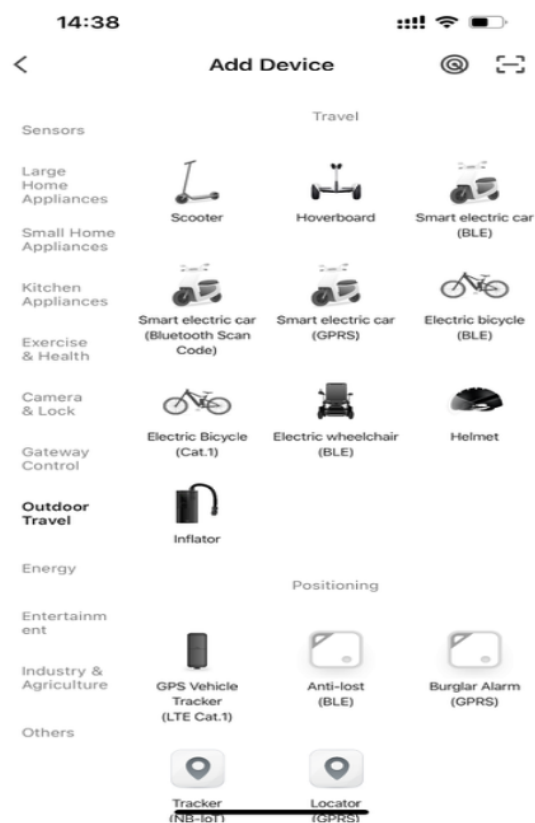 14:38
Add Device
Sensors
Large
Home
Appliances
Small Home
Appliances
Kitchen
Appliances
Exercise
& Health
Camera
& Lock
Gateway
Control
Outdoor
Travel
Energy
Entertainm
ent
Industry &
Agriculture
Others
Travel
Scooter
Hoverboard
Smart electric car
(BLE)
Smart electric car
(Bluetooth Scan
Code)
Smart electric car
(GPRS)
Electric bicycle
(BLE)
Electric Bicycle
(Cat.1)
Electric wheelchair
(BLE)
Helmet
Inflator
Positioning
GPS Vehicle
Tracker
(LTE Cat.1)
Anti-lost
(BLE)
Burglar Alarm
(GPRS)
Tracker
(NB-IoT)
Locator
(GPRS)